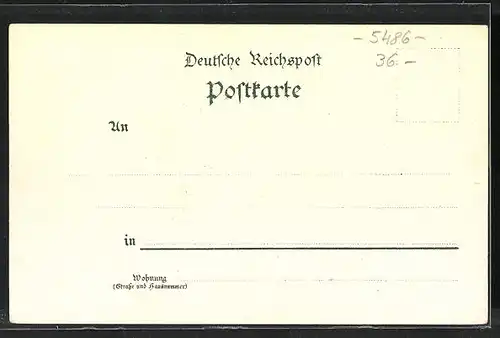 - 5486 -
36.-
Deutsche Reichspost
Postkarte
An
in
Wohnung
(Straße und Hausnummer)